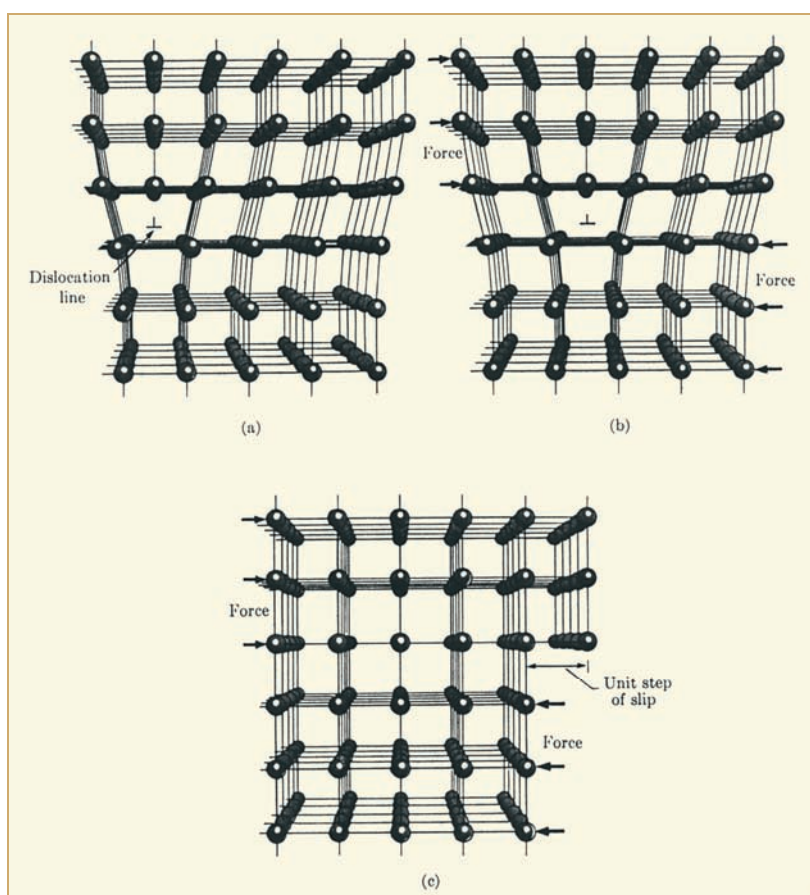 Force
Dislocation
line
Force
(a)
(b)
Force
Unit step
of slip
Force
(c)